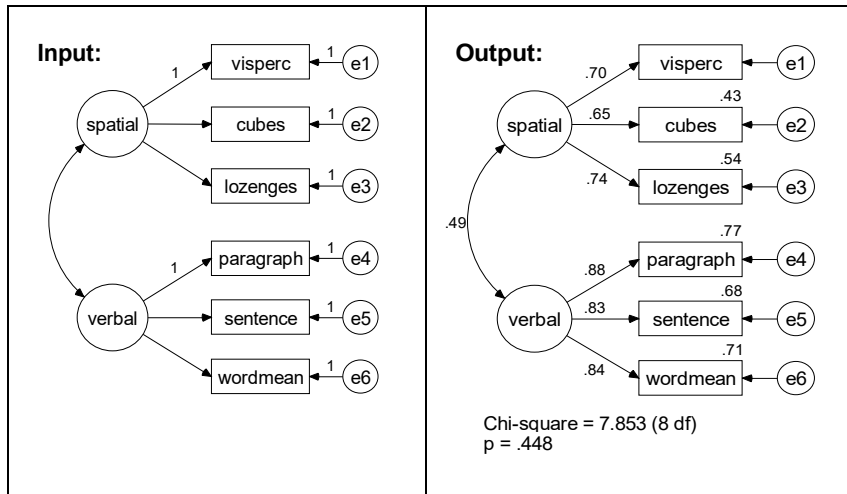 Input:
1
visperc
1
e1
spatial
cubes
1
e2
lozenges
1
e3
1
paragraph
1
e4
verbal
sentence
1
e5
wordmean
1
e6
Output:
.70
visperc
e1
.43
spatial
.65
cubes
e2
.54
.74
lozenges
e3
.49
.77
.88
paragraph
e4
.68
verbal
.83
sentence
e5
.71
.84
wordmean
e6
Chi-square = 7.853 (8 df)
p = .448